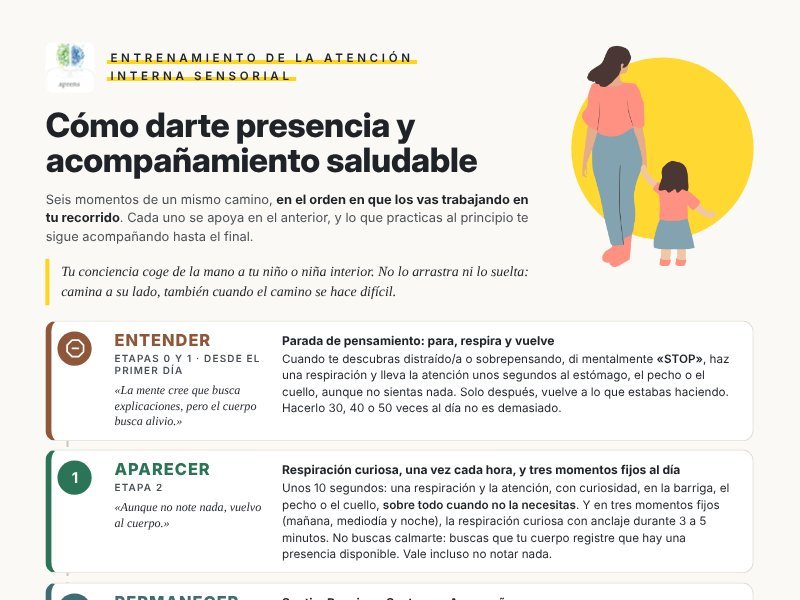 apeens
ENTRENAMIENTO DE LA ATENCIÓN
INTERNA SENSORIAL
Cómo darte presencia y
acompañamiento saludable
Seis momentos de un mismo camino, en el orden en que los vas trabajando en
tu recorrido. Cada uno se apoya en el anterior, y lo que practicas al principio te
sigue acompañando hasta el final.
Tu conciencia coge de la mano a tu niño o niña interior. No lo arrastra ni lo suelta:
camina a su lado, también cuando el camino se hace difícil.
ENTENDER
ETAPAS 0 Y 1 · DESDE EL
PRIMER DÍA
«La mente cree que busca
explicaciones, pero el cuerpo
busca alivio.»
Parada de pensamiento: para, respira y vuelve
Cuando te descubras distraído/a o sobrepensando, di mentalmente «STOP», haz
una respiración y lleva la atención unos segundos al estómago, el pecho o el
cuello, aunque no sientas nada. Solo después, vuelve a lo que estabas haciendo.
Hacerlo 30, 40 o 50 veces al día no es demasiado.
1
APARECER
ETAPA 2
«Aunque no note nada, vuelvo
al cuerpo.»
Respiración curiosa, una vez cada hora, y tres momentos fijos al día
Unos 10 segundos: una respiración y la atención, con curiosidad, en la barriga, el
pecho o el cuello, sobre todo cuando no la necesitas. Y en tres momentos fijos
(mañana, mediodía y noche), la respiración curiosa con anclaje durante 3 a 5
minutos. No buscas calmarte: buscas que tu cuerpo registre que hay una
presencia disponible. Vale incluso no notar nada.
PERMANECER